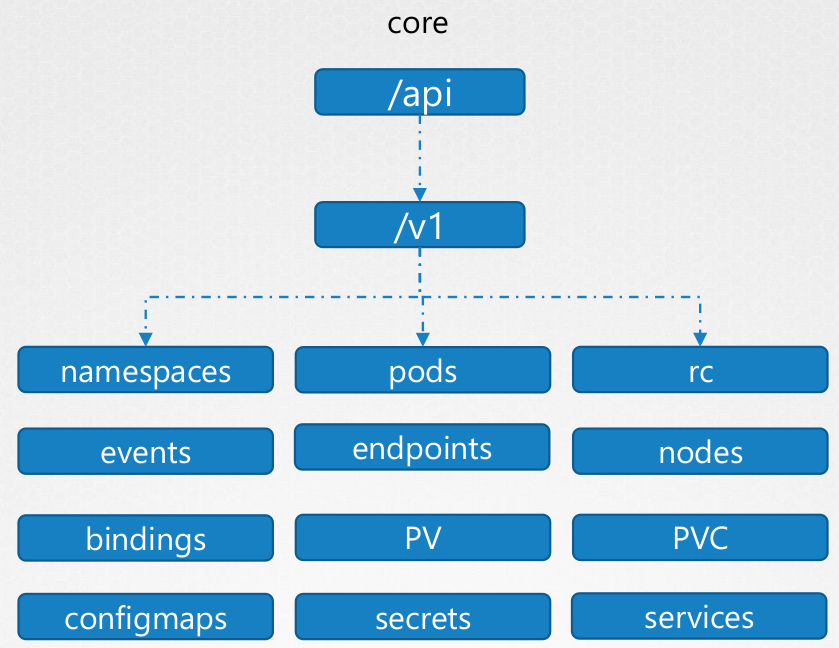 core
/api
/v1
namespaces
pods
rc
events
endpoints
nodes
bindings
PV
PVC
configmaps
secrets
services